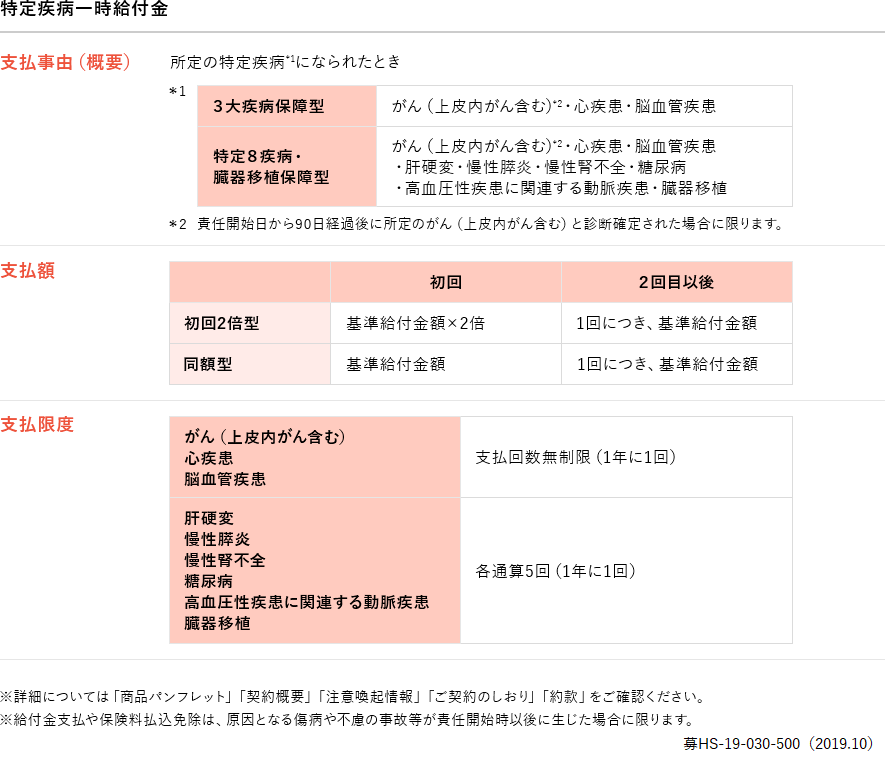 特定疾病一時給付金
支払事由（概要）
所定の特定疾病*1になられたとき
*1
3大疾病保障型
がん（上皮内がん含む)*2・心疾患・脳血管疾患
特定8疾病・
臓器移植保障型
がん（上皮内がん含む)*2・心疾患・脳血管疾患
・肝硬変・慢性膵炎・慢性腎不全・糖尿病
・高血圧性疾患に関連する動脈疾患・臓器移植
*2 責任開始日から90日経過後に所定のがん（上皮内がん含む）と診断確定された場合に限ります。
支払額
初回
2回目以後
初回2倍型
基準給付金額×2倍
1回につき、基準給付金額
同額型
基準給付金額
1回につき、基準給付金額
支払限度
がん（上皮内がん含む）
心疾患
脳血管疾患
支払回数無制限（1年に1回）
肝硬変
慢性膵炎
慢性腎不全
糖尿病
高血圧性疾患に関連する動脈疾患
臓器移植
各通算5回（1年に1回）
※詳細については「商品パンフレット」「契約概要」「注意喚起情報」「ご契約のしおり」「約款」をご確認ください。
※給付金支払や保険料払込免除は、原因となる傷病や不慮の事故等が責任開始時以後に生じた場合に限ります。
募HS-19-030-500（2019.10）